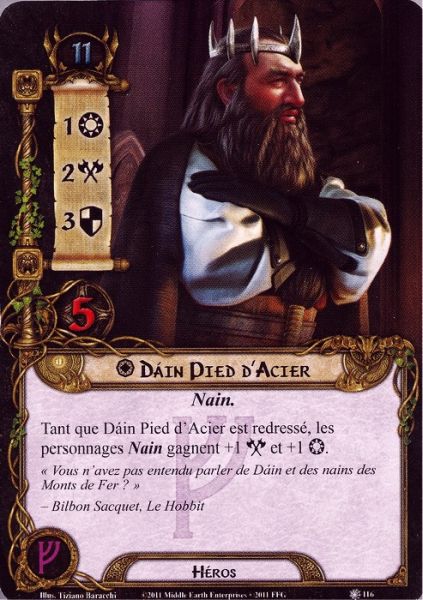 11
1
2
3
5
Dáin Pied d'Acier
Nain.
Tant que Dáin Pied d'Acier est redressé, les
personnages Nain gagnent +1 et +1 .
« Vous n'avez pas entendu parler de Dáin et des nains des
Monts de Fer ? »
– Bilbon Sacquet, Le Hobbit
Héros
Illus. Tiziano Baracchi ©2011 Middle Earth Enterprises • 2011 FFG 116